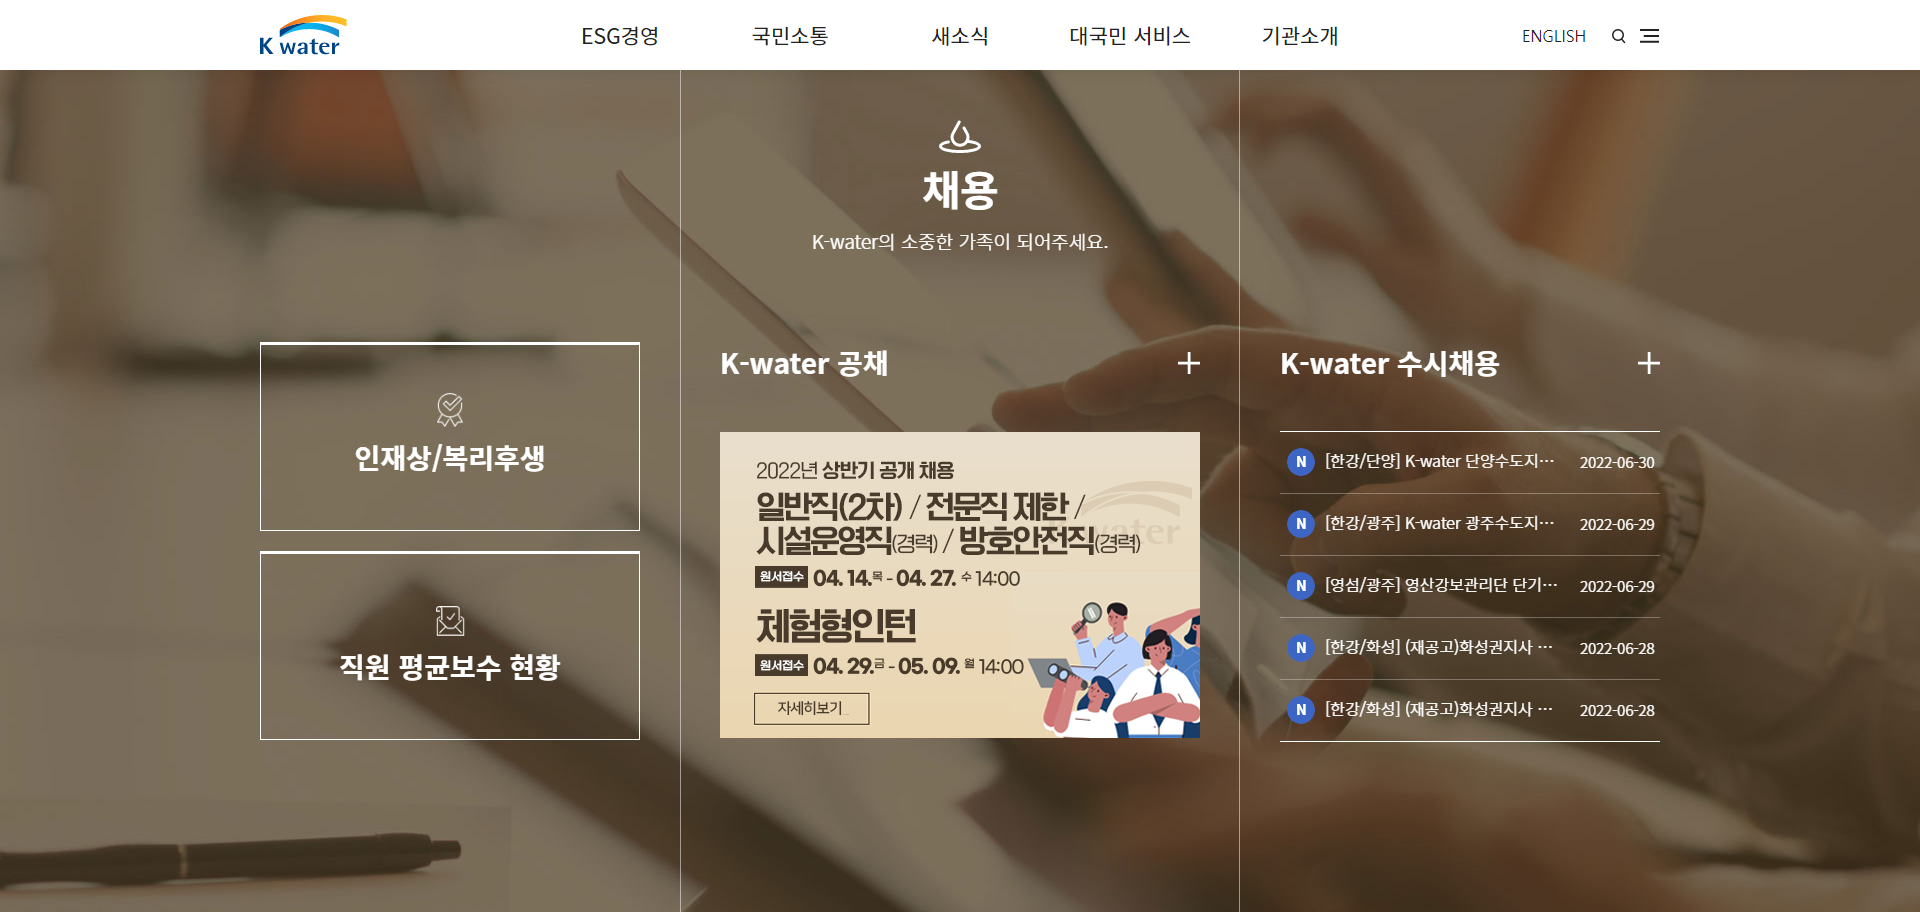 K water
ESG경영
국민소통
새소식
대국민 서비스
기관소개
ENGLISH
채용
K-water의 소중한 가족이 되어주세요.
인재상/복리후생
직원 평균보수 현황
K-water 공채
2022년 상반기 공개 채용
일반직(2차) / 전문직 제한 /
시설운영직(경력) / 방호안전직(경력)
원서접수 04. 14.목 - 04. 27. 수 14:00
체험형인턴
원서접수 04. 29.금 - 05. 09. 월 14:00
자세히보기
K-water 수시채용
N [한강/단양] K-water 단양수도지… 2022-06-30
N [한강/광주] K-water 광주수도지… 2022-06-29
N [영섬/광주] 영산강보관리단 단기… 2022-06-29
N [한강/화성] (재공고)화성권지사 … 2022-06-28
N [한강/화성] (재공고)화성권지사 … 2022-06-28